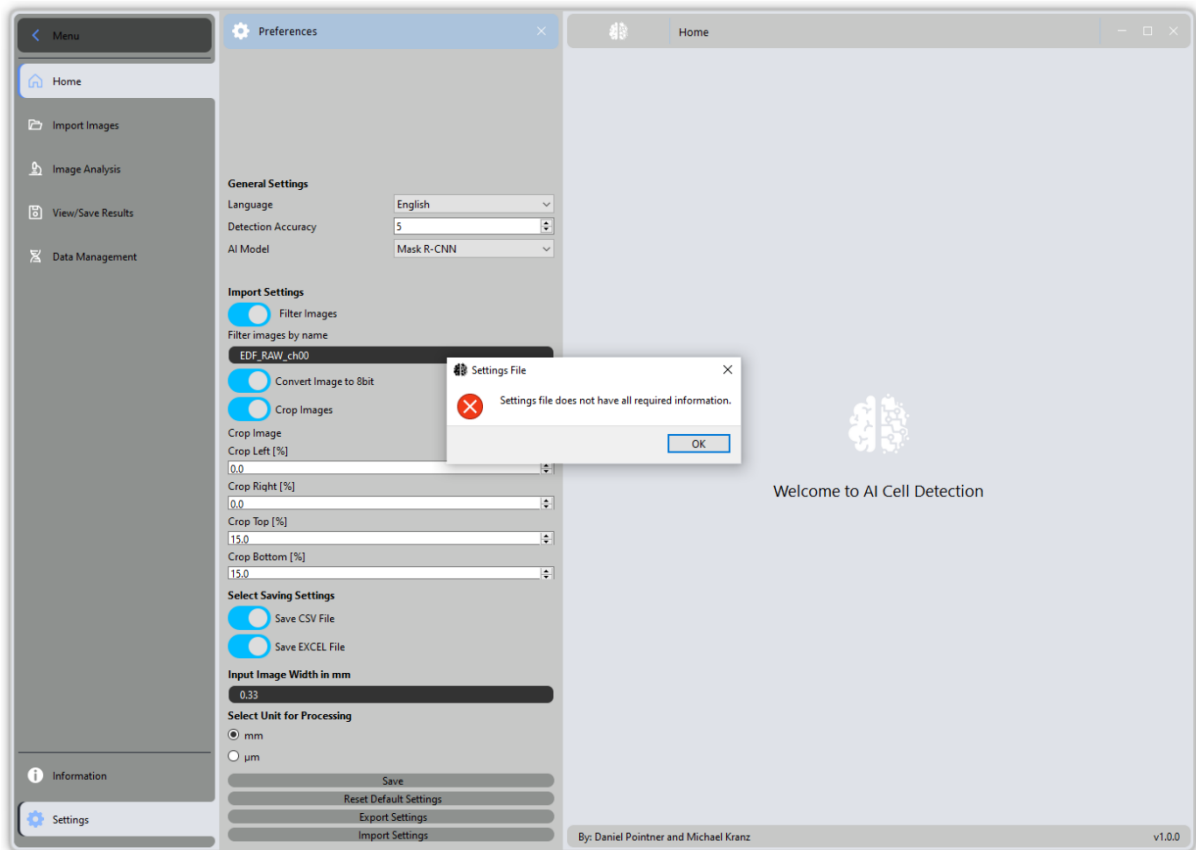 Menu
Home
Import Images
Image Analysis
View/Save Results
Data Management
Information
Settings
Preferences
General Settings
Language English
Detection Accuracy 5
AI Model Mask R-CNN
Import Settings
Filter Images
Filter images by name
EDF_RAW_ch00
Convert Image to 8bit
Crop Images
Crop Image
Crop Left [%]
0.0
Crop Right [%]
0.0
Crop Top [%]
15.0
Crop Bottom [%]
15.0
Select Saving Settings
Save CSV File
Save EXCEL File
Input Image Width in mm
0.33
Select Unit for Processing
mm
µm
Save
Reset Default Settings
Export Settings
Import Settings
Settings File
Settings file does not have all required information.
OK
Home
Welcome to AI Cell Detection
By: Daniel Pointner and Michael Kranz v1.0.0